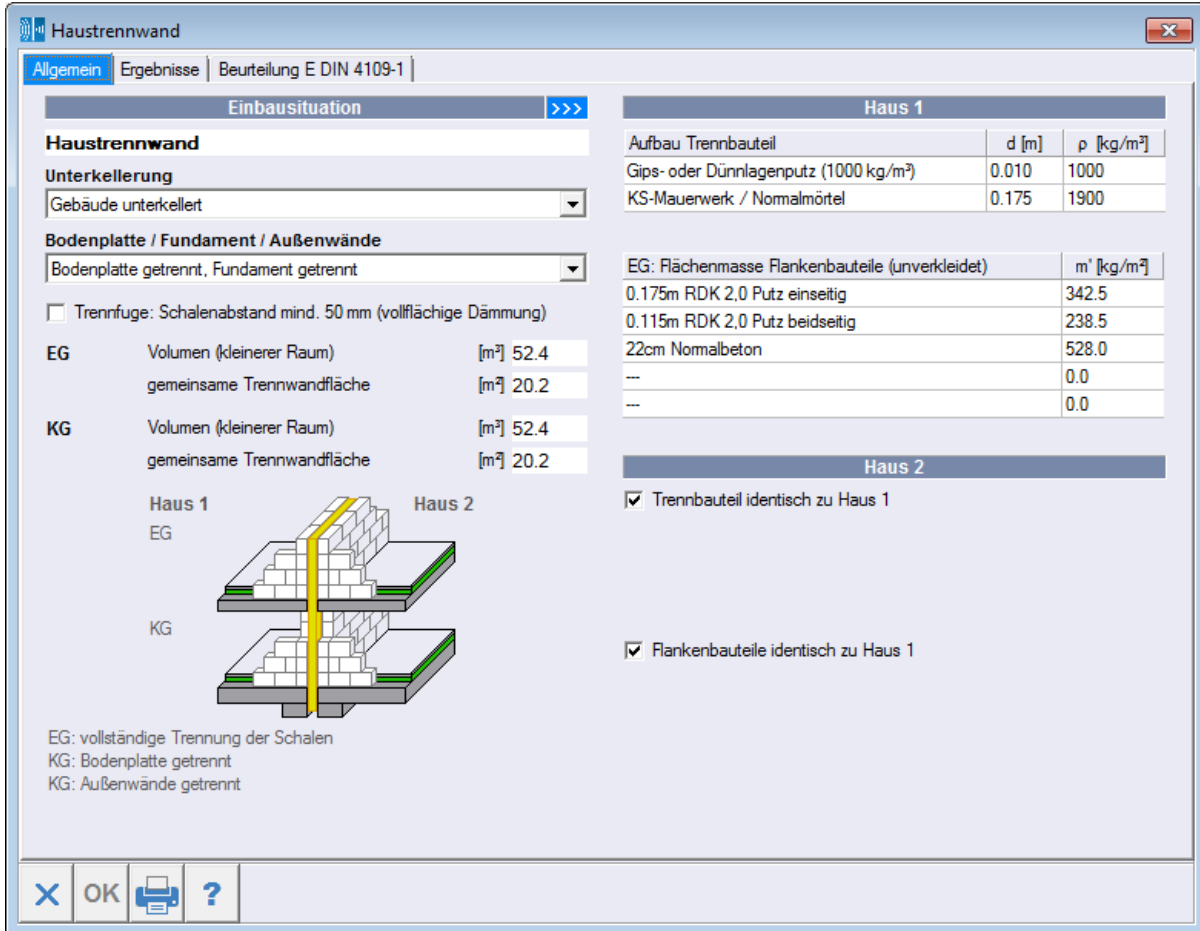 Haustrennwand
Allgemein Ergebnisse Beurteilung E DIN 4109-1
Einbausituation >>>
Haustrennwand
Unterkellerung
Gebäude unterkellert
Bodenplatte / Fundament / Außenwände
Bodenplatte getrennt, Fundament getrennt
Trennfuge: Schalenabstand mind. 50 mm (vollflächige Dämmung)
EG Volumen (kleinerer Raum) [m³] 52.4
gemeinsame Trennwandfläche [m²] 20.2
KG Volumen (kleinerer Raum) [m³] 52.4
gemeinsame Trennwandfläche [m²] 20.2
Haus 1 Haus 2
EG
KG
EG: vollständige Trennung der Schalen
KG: Bodenplatte getrennt
KG: Außenwände getrennt
Haus 1
Aufbau Trennbauteil d [m] ρ [kg/m³]
Gips- oder Dünnlagenputz (1000 kg/m³) 0.010 1000
KS-Mauerwerk / Normalmörtel 0.175 1900
EG: Flächenmasse Flankenbauteile (unverkleidet) m' [kg/m²]
0.175m RDK 2,0 Putz einseitig 342.5
0.115m RDK 2,0 Putz beidseitig 238.5
22cm Normalbeton 528.0
--- 0.0
--- 0.0
Haus 2
Trennbauteil identisch zu Haus 1
Flankenbauteile identisch zu Haus 1
OK ?